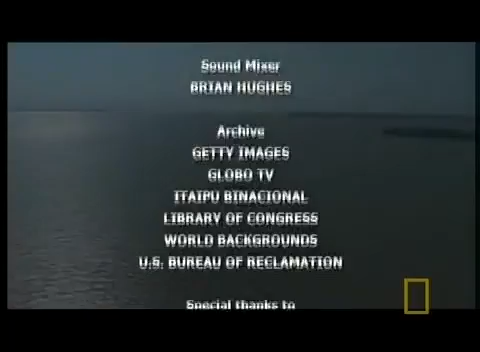 Sound Mixer
BRIAN HUGHES
Archive
GETTY IMAGES
GLOBO TV
ITAIPU BINACIONAL
LIBRARY OF CONGRESS
WORLD BACKGROUNDS
U.S. BUREAU OF RECLAMATION
Special thanks to